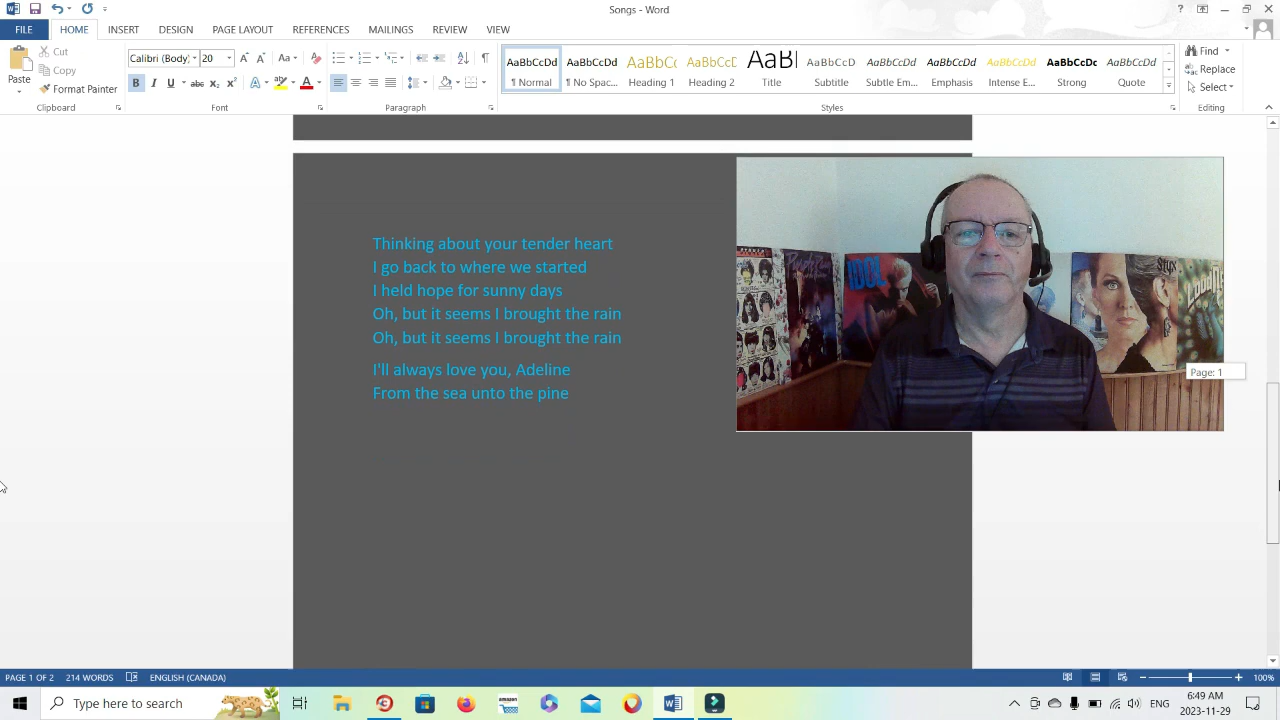 Songs - Word
FILE HOME INSERT DESIGN PAGE LAYOUT REFERENCES MAILINGS REVIEW VIEW
Cut
Copy
Format Painter
Paste
Clipboard
Calibri (Body) 20
Aa
abc
Font
Paragraph
AaBbCcDd AaBbCcDd AaBbCc AaBbCcD AaBl AaBbCcD AaBbCcDd AaBbCcDd AaBbCcDd AaBbCcDc AaBbCcDd
¶ Normal ¶ No Spac... Heading 1 Heading 2 Title Subtitle Subtle Em... Emphasis Intense E... Strong Quote
Styles
Find
Replace
Select
Editing
Thinking about your tender heart
I go back to where we started
I held hope for sunny days
Oh, but it seems I brought the rain
Oh, but it seems I brought the rain
I'll always love you, Adeline
From the sea unto the pine
IDOL
STYX
Page: 1
PAGE 1 OF 2 214 WORDS ENGLISH (CANADA)
100%
Type here to search
amazon
ENG
6:49 AM
2023-11-29